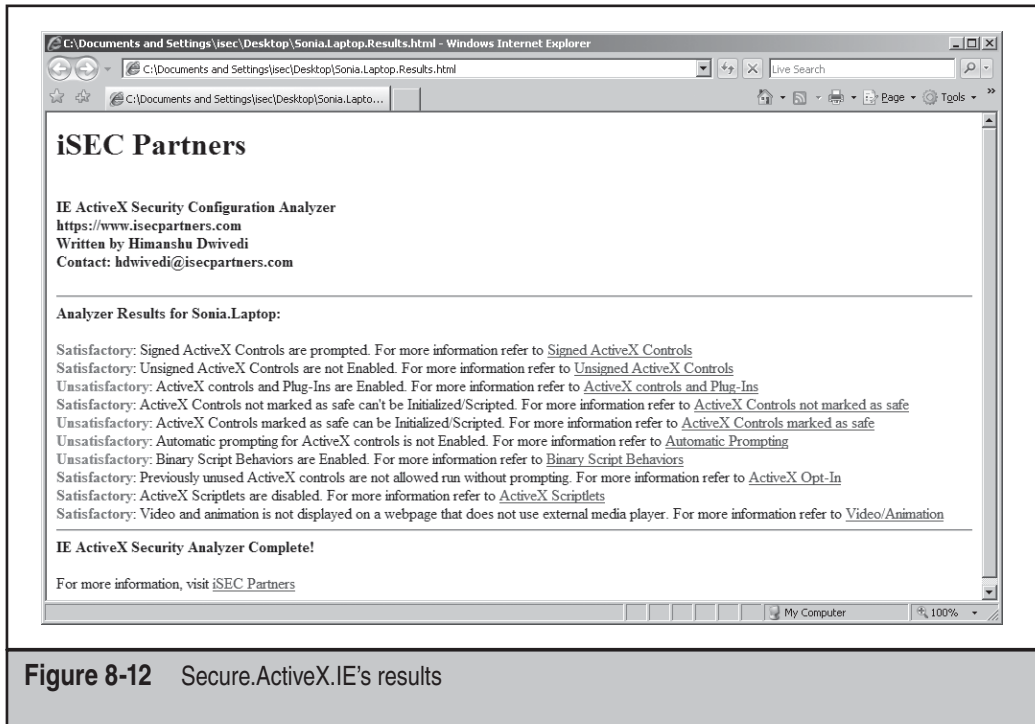 C:\Documents and Settings\isec\Desktop\Sonia.Laptop.Results.html - Windows Internet Explorer
C:\Documents and Settings\isec\Desktop\Sonia.Laptop.Results.html
Live Search
C:\Documents and Settings\isec\Desktop\Sonia.Lapto...
Page
Tools
iSEC Partners
IE ActiveX Security Configuration Analyzer
https://www.isecpartners.com
Written by Himanshu Dwivedi
Contact: hdwivedi@isecpartners.com
Analyzer Results for Sonia.Laptop:
Satisfactory: Signed ActiveX Controls are prompted. For more information refer to Signed ActiveX Controls
Satisfactory: Unsigned ActiveX Controls are not Enabled. For more information refer to Unsigned ActiveX Controls
Unsatisfactory: ActiveX controls and Plug-Ins are Enabled. For more information refer to ActiveX controls and Plug-Ins
Satisfactory: ActiveX Controls not marked as safe can't be Initialized/Scripted. For more information refer to ActiveX Controls not marked as safe
Unsatisfactory: ActiveX Controls marked as safe can be Initialized/Scripted. For more information refer to ActiveX Controls marked as safe
Unsatisfactory: Automatic prompting for ActiveX controls is not Enabled. For more information refer to Automatic Prompting
Unsatisfactory: Binary Script Behaviors are Enabled. For more information refer to Binary Script Behaviors
Satisfactory: Previously unused ActiveX controls are not allowed run without prompting. For more information refer to ActiveX Opt-In
Satisfactory: ActiveX Scriptlets are disabled. For more information refer to ActiveX Scriptlets
Satisfactory: Video and animation is not displayed on a webpage that does not use external media player. For more information refer to Video/Animation
IE ActiveX Security Analyzer Complete!
For more information, visit iSEC Partners
My Computer
100%
Figure 8-12 Secure.ActiveX.IE's results